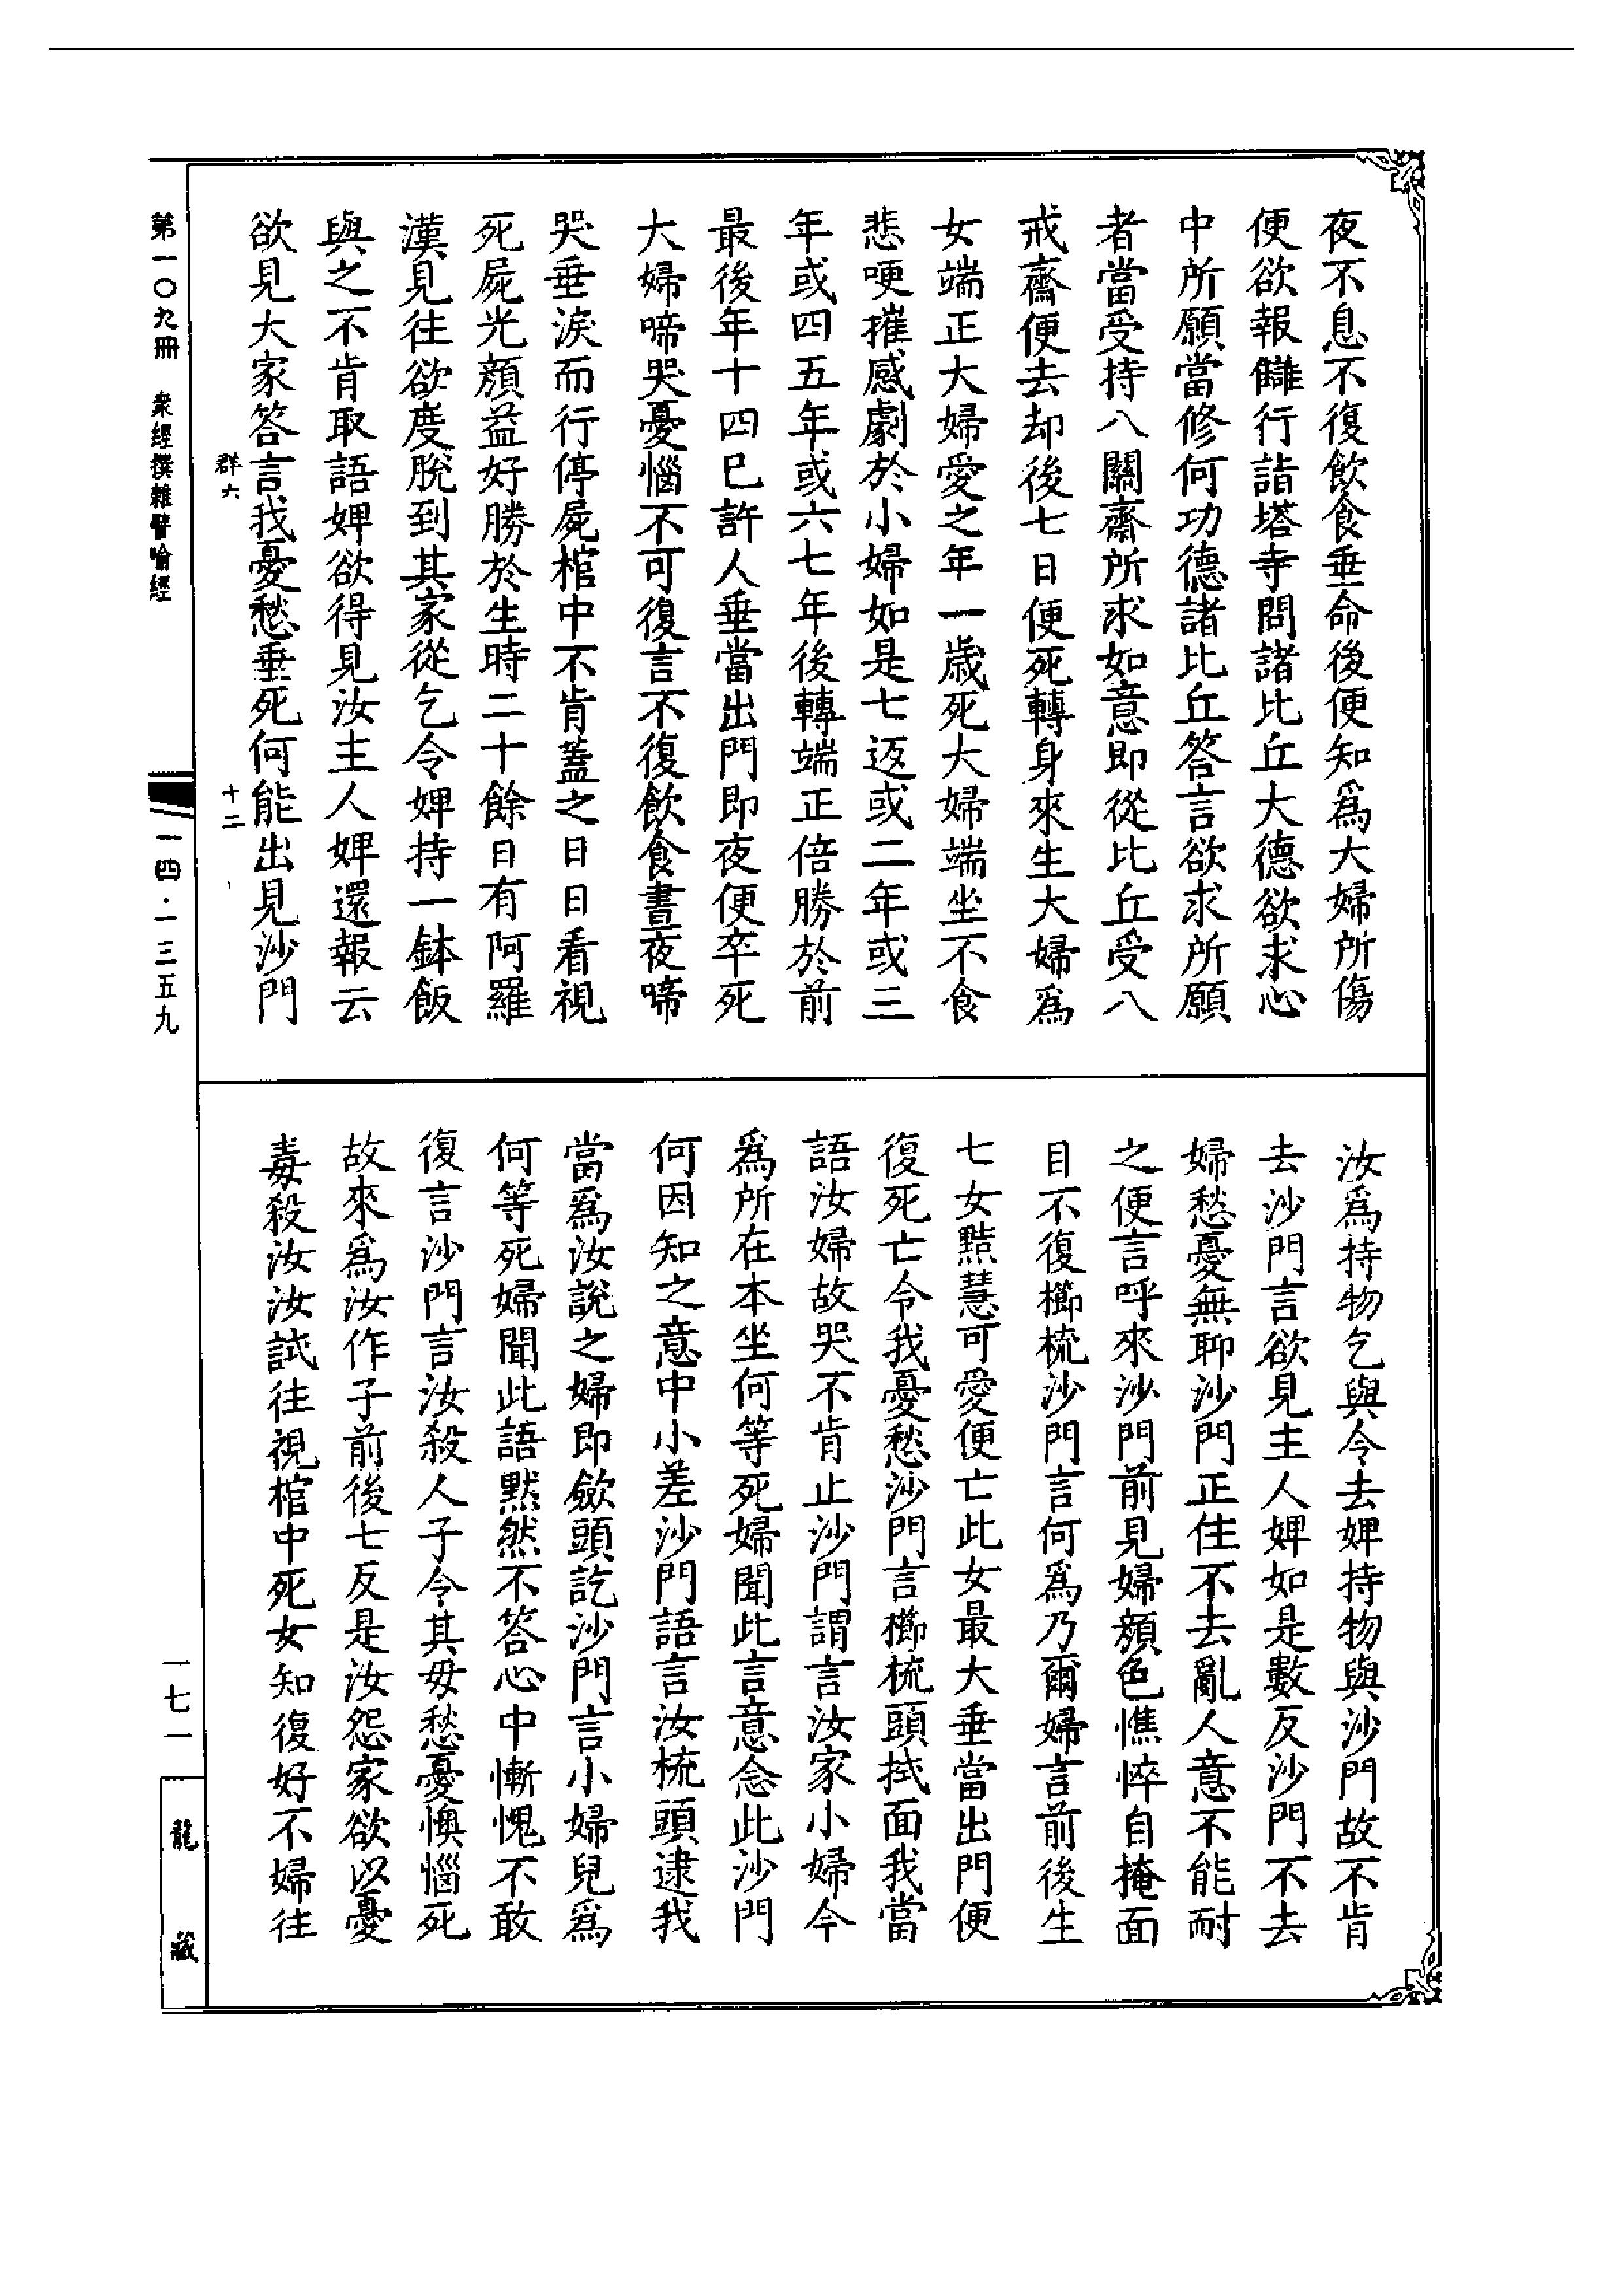 夜不息不復飲食垂命後便知爲大婦所傷
便欲報讎行詣塔寺問諸比丘大德欲求心
中所願當修何功德諸比丘答言欲求所願
者當受持八關齋所求如意即從比丘受八
戒齋便去却後七日便死轉身來生大婦爲
女端正大婦愛之年一歲死大婦端坐不食
悲哽摧感劇於小婦如是七返或二年或三
年或四五年或六七年後轉端正倍勝於前
最後年十四已許人垂當出門即夜便卒死
大婦啼哭憂惱不可復言不復飲食晝夜啼
哭垂淚而行停屍棺中不肯蓋之日日看視
死屍光顏益好勝於生時二十餘日有阿羅
漢見往欲度脫到其家從乞令婢持一鉢飯
與之不肯取語婢欲得見汝主人婢還報云
欲見大家答言我憂愁垂死何能出見沙門
汝爲持物乞與令去婢持物與沙門故不肯
去沙門言欲見主人婢如是數反沙門不去
婦愁憂無聊沙門正住不去亂人意不能耐
之便言呼來沙門前見婦顏色憔悴自掩面
目不復櫛梳沙門言何爲乃爾婦言前後生
七女黠慧可愛便亡此女最大垂當出門便
復死亡令我憂愁沙門言櫛梳頭拭面我當
語汝婦故哭不肯止沙門謂言汝家小婦今
爲所在本坐何等死婦聞此言意念此沙門
何因知之意中小差沙門語言汝梳頭逮我
當爲汝說之婦即斂頭訖沙門言小婦兒爲
何等死婦聞此語默然不答心中慚愧不敢
復言沙門言汝殺人子令其母愁憂懊惱死
故來爲汝作子前後七反是汝怨家欲以憂
毒殺汝汝試往視棺中死女知復好不婦往
群六
十二
第一〇九冊 衆經撰雜譬喻經
一四·一三五九
一七一
龍藏